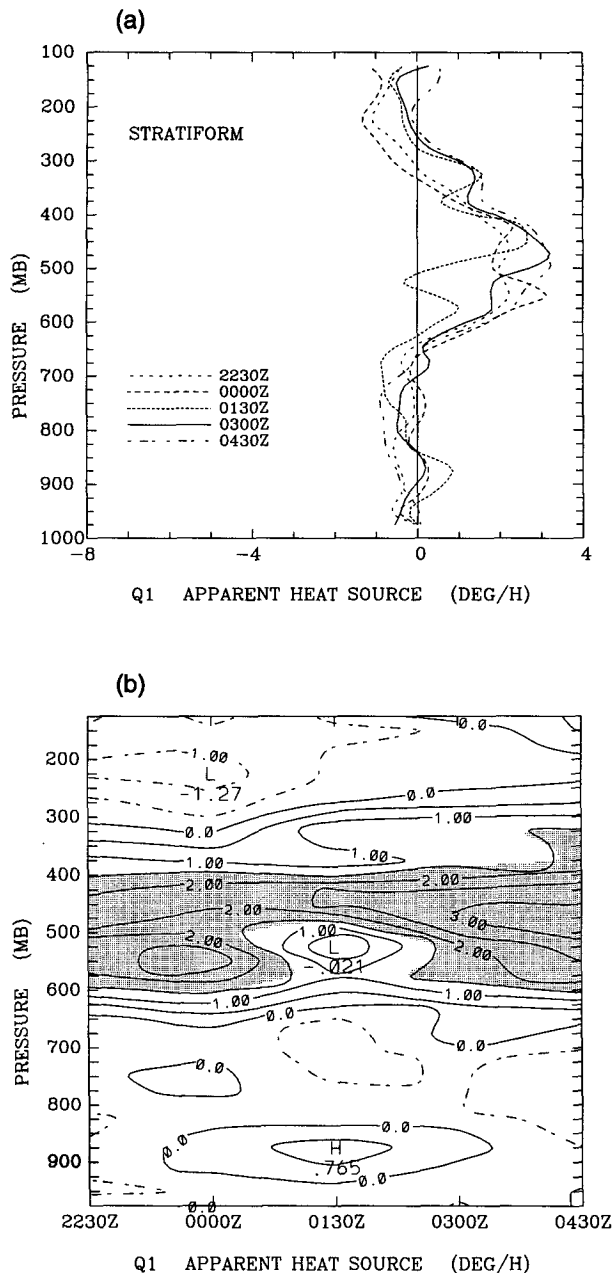 (a)
100
200
300
400
500
600
700
800
900
1000
PRESSURE (MB)
STRATIFORM
2230Z
0000Z
0130Z
0300Z
0430Z
-8
-4
0
4
Q1 APPARENT HEAT SOURCE (DEG/H)
(b)
200
300
400
500
600
700
800
900
PRESSURE (MB)
0.0
1.00
L
-1.27
0.0
0.0
1.00
1.00
1.00
2.00
2.00
3.00
2.00
1.00
2.00
L
-.021
1.00
1.00
0.0
0.0
0.0
0.0
0.0
H
.765
0.0
0.0
2230Z 0000Z 0130Z 0300Z 0430Z
Q1 APPARENT HEAT SOURCE (DEG/H)